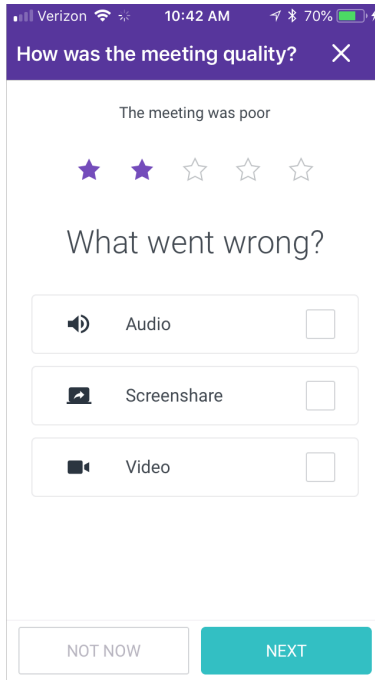 Verizon 10:42 AM 70%
How was the meeting quality?
The meeting was poor
What went wrong?
Audio
Screenshare
Video
NOT NOW NEXT